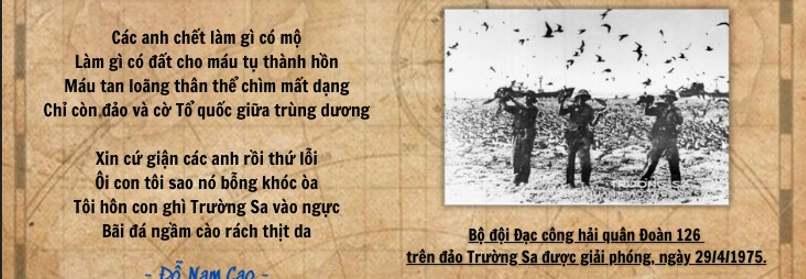 Các anh chết làm gì có mộ
Làm gì có đất cho máu tụ thành hồn
Máu tan loãng thân thể chìm mất dạng
Chỉ còn đảo và cờ Tổ quốc giữa trùng dương
Xin cứ giận các anh rồi thứ lỗi
Ôi con tôi sao nó bỗng khóc òa
Tôi hôn con ghì Trường Sa vào ngực
Bãi đá ngầm cào rách thịt da
- Đỗ Nam Cao -
TRƯỜNG SA
Bộ đội Đạc công hải quân Đoàn 126
trên đảo Trường Sa được giải phóng, ngày 29/4/1975.